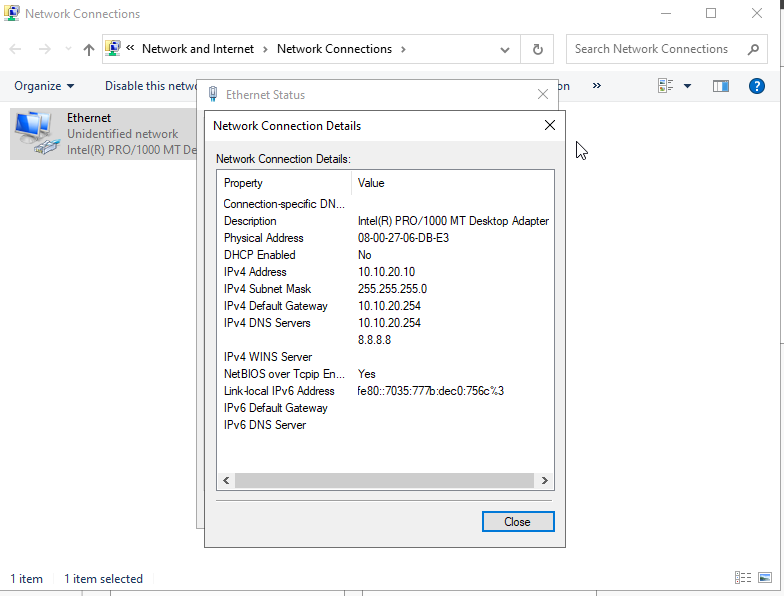 Network Connections
« Network and Internet > Network Connections >
Search Network Connections
Organize
Disable this netwo
on
»
Ethernet
Unidentified network
Intel(R) PRO/1000 MT De
Ethernet Status
Network Connection Details
Network Connection Details:
Property Value
Connection-specific DN...
Description Intel(R) PRO/1000 MT Desktop Adapter
Physical Address 08-00-27-06-DB-E3
DHCP Enabled No
IPv4 Address 10.10.20.10
IPv4 Subnet Mask 255.255.255.0
IPv4 Default Gateway 10.10.20.254
IPv4 DNS Servers 10.10.20.254
8.8.8.8
IPv4 WINS Server
NetBIOS over Tcpip En... Yes
Link-local IPv6 Address fe80::7035:777b:dec0:756c%3
IPv6 Default Gateway
IPv6 DNS Server
Close
1 item 1 item selected